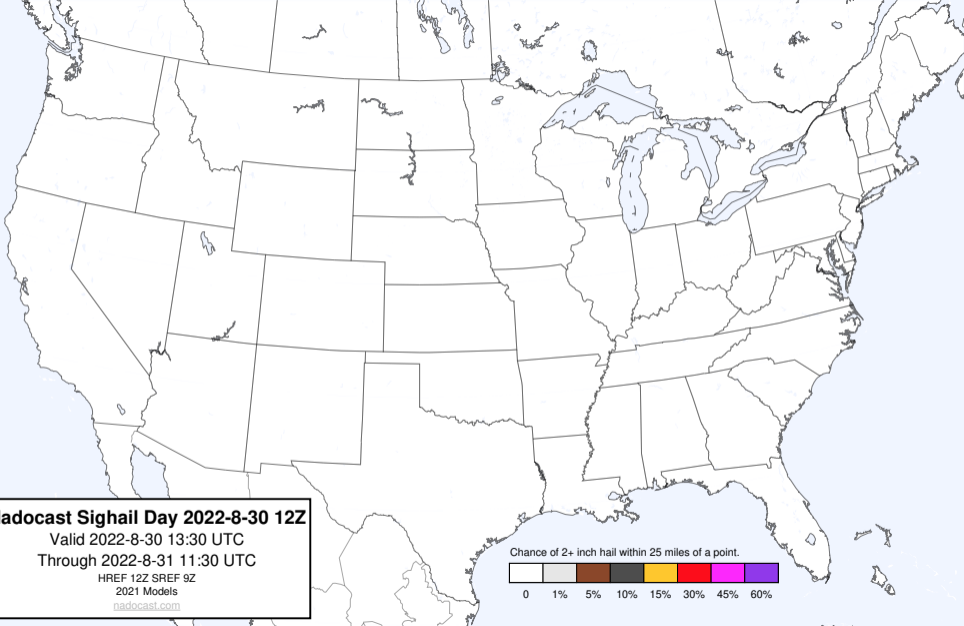 adocast Sighail Day 2022-8-30 12Z
Valid 2022-8-30 13:30 UTC
Through 2022-8-31 11:30 UTC
HREF 12Z SREF 9Z
2021 Models
nadocast.com
Chance of 2+ inch hail within 25 miles of a point.
0 1% 5% 10% 15% 30% 45% 60%